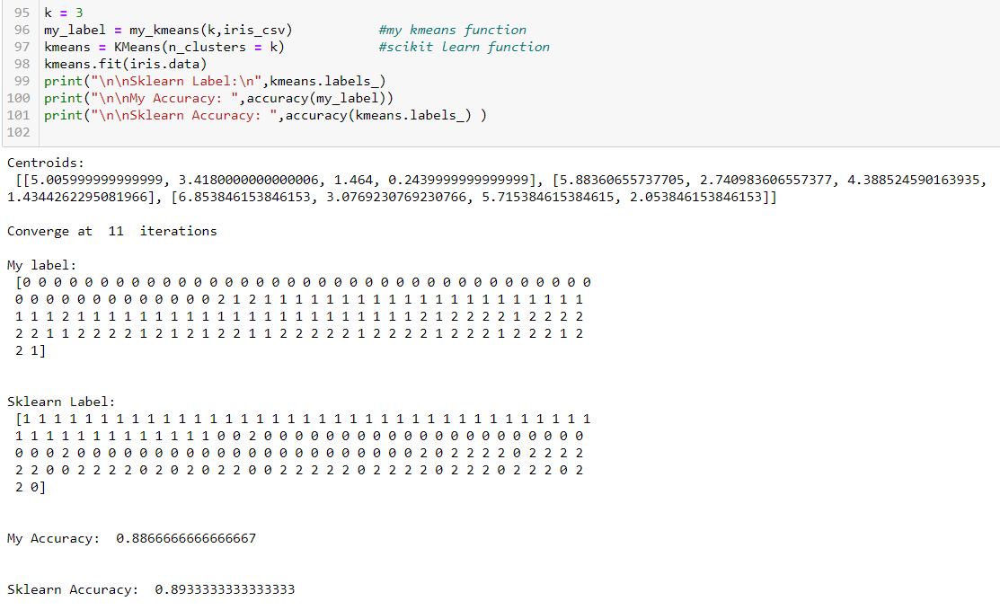 95 k = 3
96 my_label = my_kmeans(k,iris_csv) #my kmeans function
97 kmeans = KMeans(n_clusters = k) #scikit learn function
98 kmeans.fit(iris.data)
99 print("\n\nSklearn Label:\n",kmeans.labels_)
100 print("\n\nMy Accuracy: ",accuracy(my_label))
101 print("\n\nSklearn Accuracy: ",accuracy(kmeans.labels_) )
102
Centroids:
[[5.005999999999999, 3.4180000000000006, 1.464, 0.2439999999999999], [5.88360655737705, 2.740983606557377, 4.388524590163935,
1.4344262295081966], [6.853846153846153, 3.0769230769230766, 5.715384615384615, 2.053846153846153]]
Converge at 11 iterations
My label:
[0 0 0 0 0 0 0 0 0 0 0 0 0 0 0 0 0 0 0 0 0 0 0 0 0 0 0 0 0 0 0 0 0 0 0 0 0
0 0 0 0 0 0 0 0 0 0 0 0 0 2 1 2 1 1 1 1 1 1 1 1 1 1 1 1 1 1 1 1 1 1 1 1 1
1 1 1 2 1 1 1 1 1 1 1 1 1 1 1 1 1 1 1 1 1 1 1 1 1 1 2 1 2 2 2 2 1 2 2 2 2
2 2 1 1 2 2 2 2 1 2 1 2 1 2 2 1 1 2 2 2 2 2 1 2 2 2 2 1 2 2 2 1 2 2 2 1 2
2 1]
Sklearn Label:
[1 1 1 1 1 1 1 1 1 1 1 1 1 1 1 1 1 1 1 1 1 1 1 1 1 1 1 1 1 1 1 1 1 1 1 1 1
1 1 1 1 1 1 1 1 1 1 1 1 1 0 0 2 0 0 0 0 0 0 0 0 0 0 0 0 0 0 0 0 0 0 0 0 0
0 0 0 2 0 0 0 0 0 0 0 0 0 0 0 0 0 0 0 0 0 0 0 0 0 0 2 0 2 2 2 2 0 2 2 2 2
2 2 0 0 2 2 2 2 0 2 0 2 0 2 2 0 0 2 2 2 2 2 0 2 2 2 2 0 2 2 2 0 2 2 2 0 2
2 0]
My Accuracy: 0.8866666666666667
Sklearn Accuracy: 0.8933333333333333